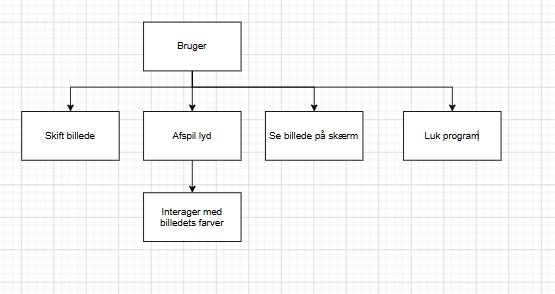 Bruger
Skift billede
Afspil lyd
Se billede på skærm
Luk program
Interager med
billedets farver